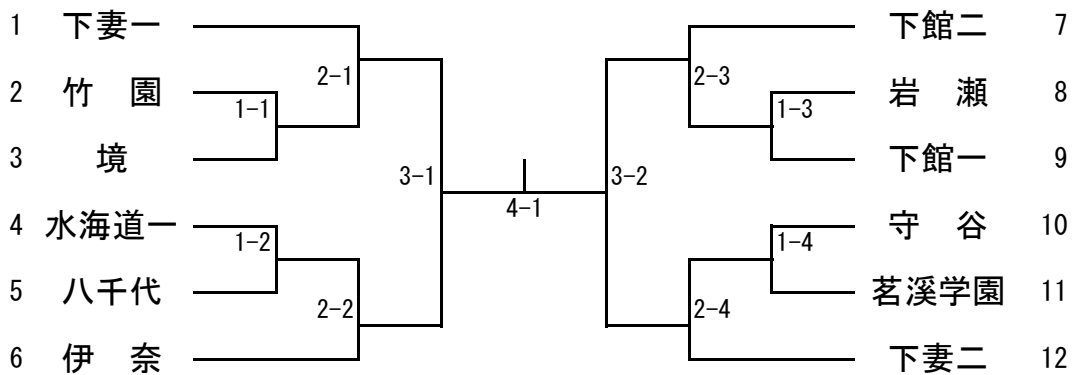 1 下妻一 下館二 7
2-1 2-3
2 竹　園 1-1 1-3 岩　瀬 8
3 境 下館一 9
3-1 3-2
4-1
4 水海道一 1-2 1-4 守　谷 10
5 八千代 茗溪学園 11
2-2 2-4
6 伊　奈 下妻二 12